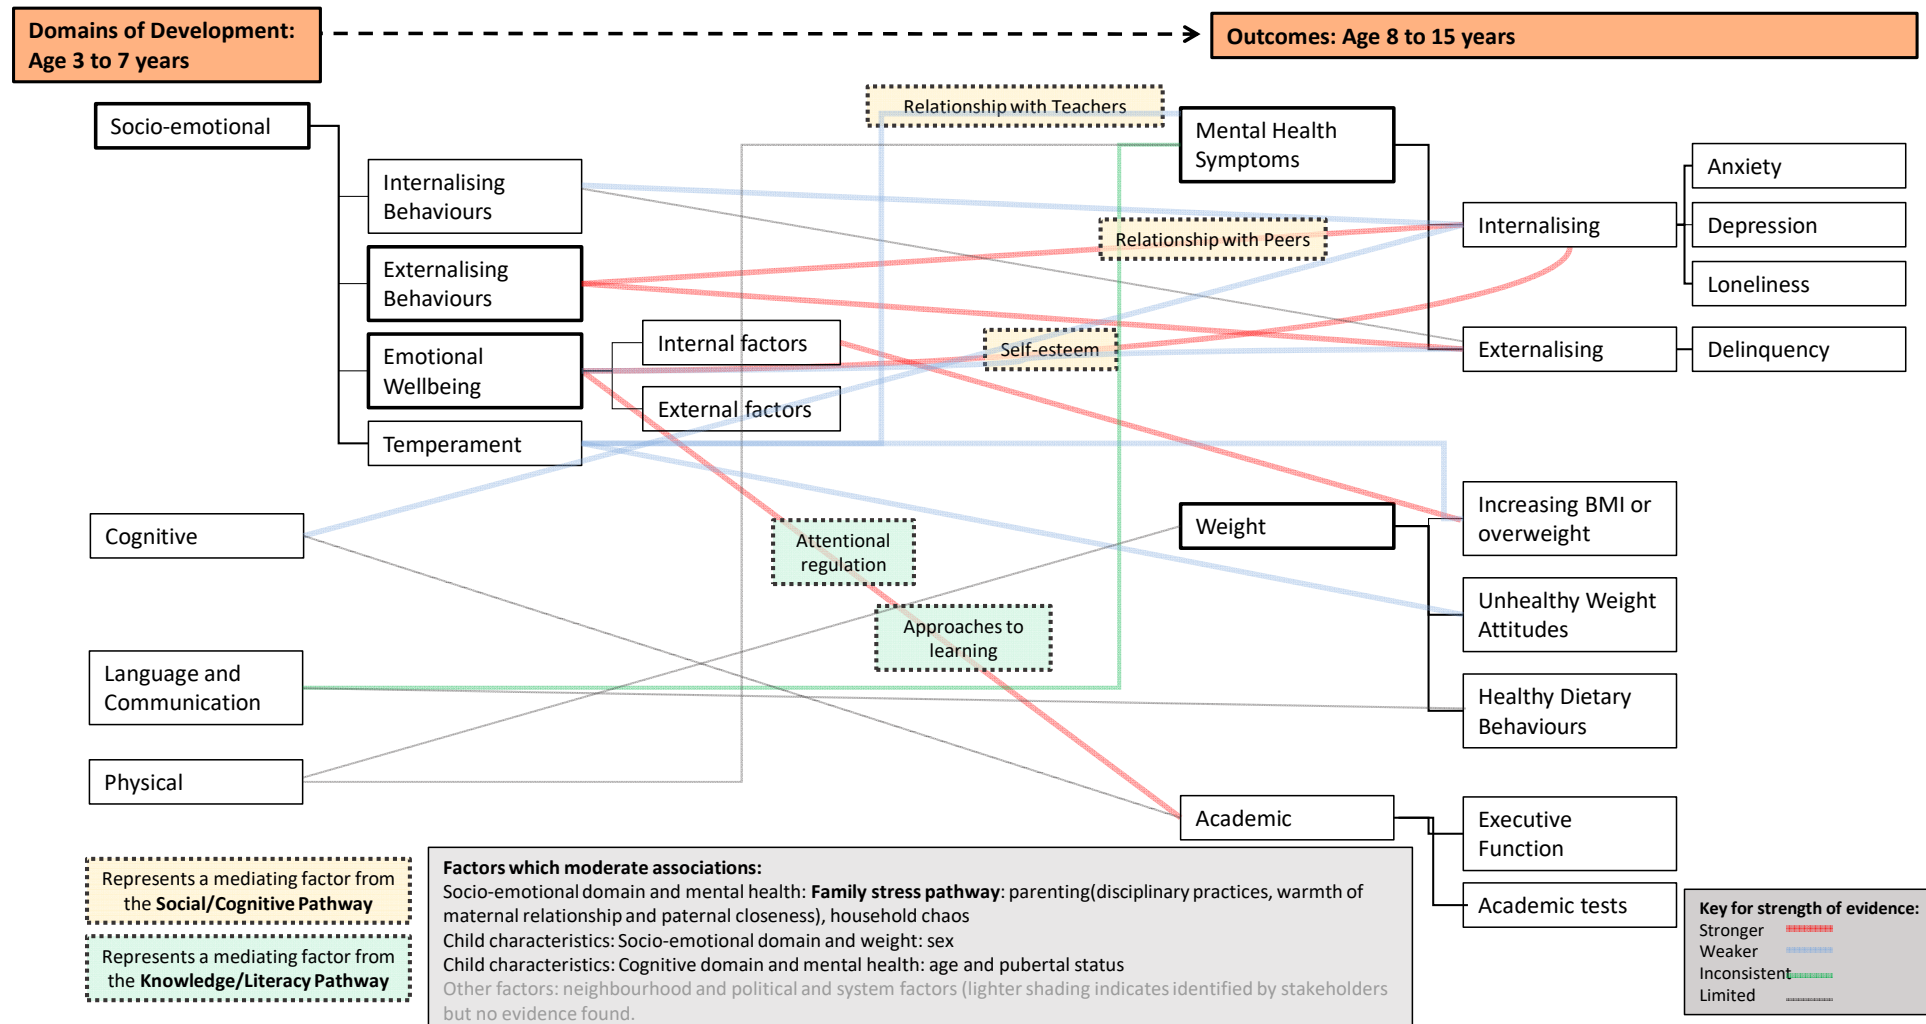 Domains of Development:
Age 3 to 7 years
Outcomes: Age 8 to 15 years
Socio-emotional
Internalising
Behaviours
Externalising
Behaviours
Emotional
Wellbeing
Temperament
Internal factors
External factors
Cognitive
Language and
Communication
Physical
Relationship with Teachers
Relationship with Peers
Self-esteem
Attentional
regulation
Approaches to
learning
Mental Health
Symptoms
Internalising
Anxiety
Depression
Loneliness
Externalising
Delinquency
Weight
Increasing BMI or
overweight
Unhealthy Weight
Attitudes
Healthy Dietary
Behaviours
Academic
Executive
Function
Academic tests
Represents a mediating factor from
the Social/Cognitive Pathway
Represents a mediating factor from
the Knowledge/Literacy Pathway
Factors which moderate associations:
Socio-emotional domain and mental health: Family stress pathway: parenting(disciplinary practices, warmth of
maternal relationship and paternal closeness), household chaos
Child characteristics: Socio-emotional domain and weight: sex
Child characteristics: Cognitive domain and mental health: age and pubertal status
Other factors: neighbourhood and political and system factors (lighter shading indicates identified by stakeholders
but no evidence found.
Key for strength of evidence:
Stronger
Weaker
Inconsistent
Limited